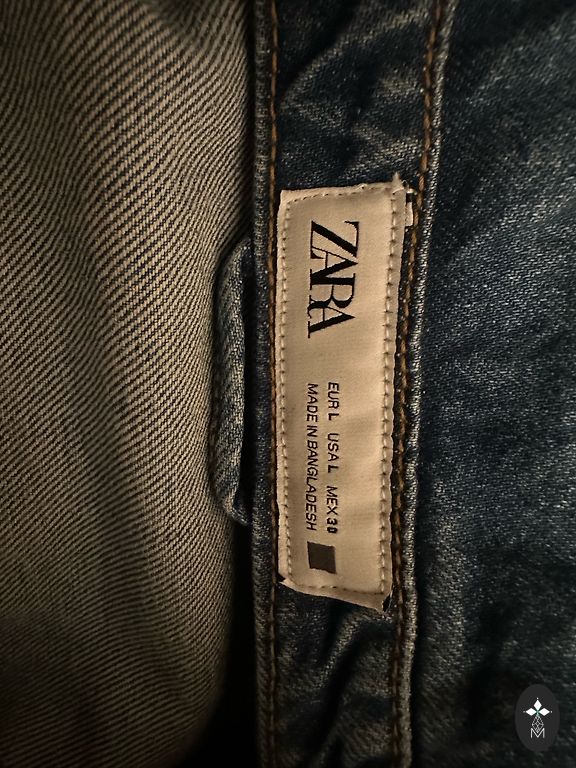 ZARA
EUR L USA L MEX 30
MADE IN BANGLADESH
M